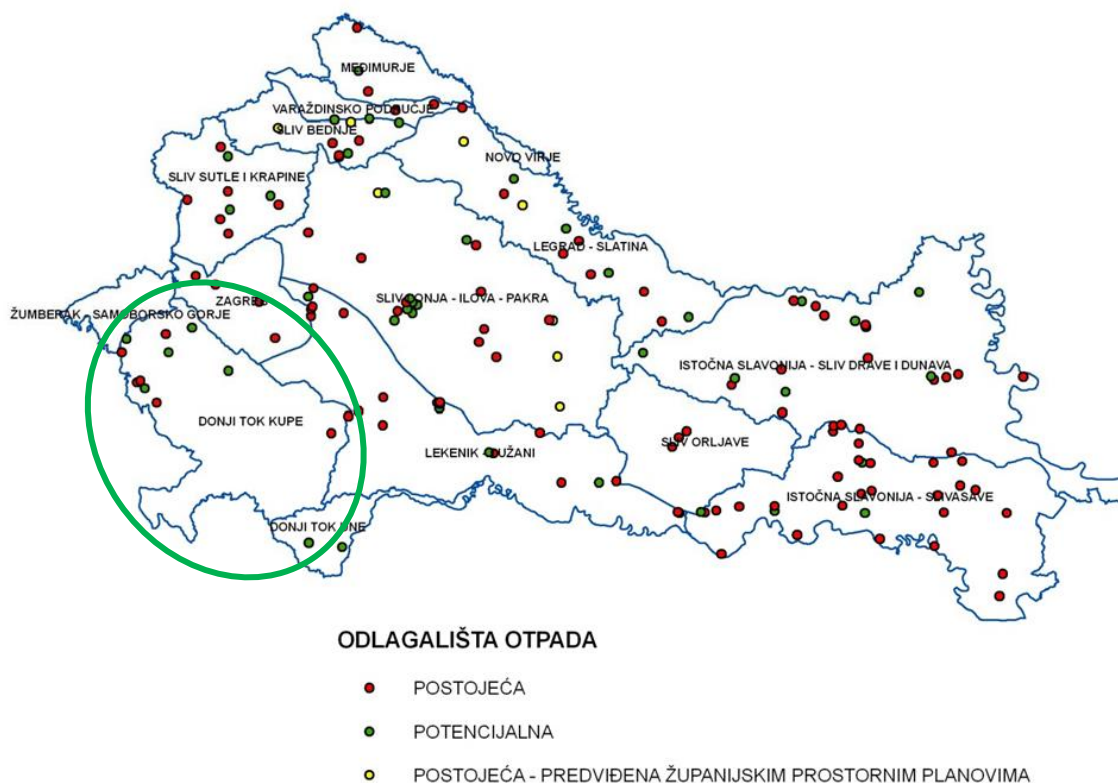 MEĐIMURJE
VARAŽDINSKO PODRUČJE
SLIV BEDNJE
NOVO VIRJE
SLIV SUTLE I KRAPINE
LEGRAD - SLATINA
ZAGREB
SLIV LONJA - ILOVA - PAKRA
ŽUMBERAK - SAMOBORSKO GORJE
ISTOČNA SLAVONIJA - SLIV DRAVE I DUNAVA
DONJI TOK KUPE
SLIV ORLJAVE
LEKENIK - LUŽANI
ISTOČNA SLAVONIJA - SLIV SAVE
DONJI TOK UNE
ODLAGALIŠTA OTPADA
POSTOJEĆA
POTENCIJALNA
POSTOJEĆA - PREDVIĐENA ŽUPANIJSKIM PROSTORNIM PLANOVIMA